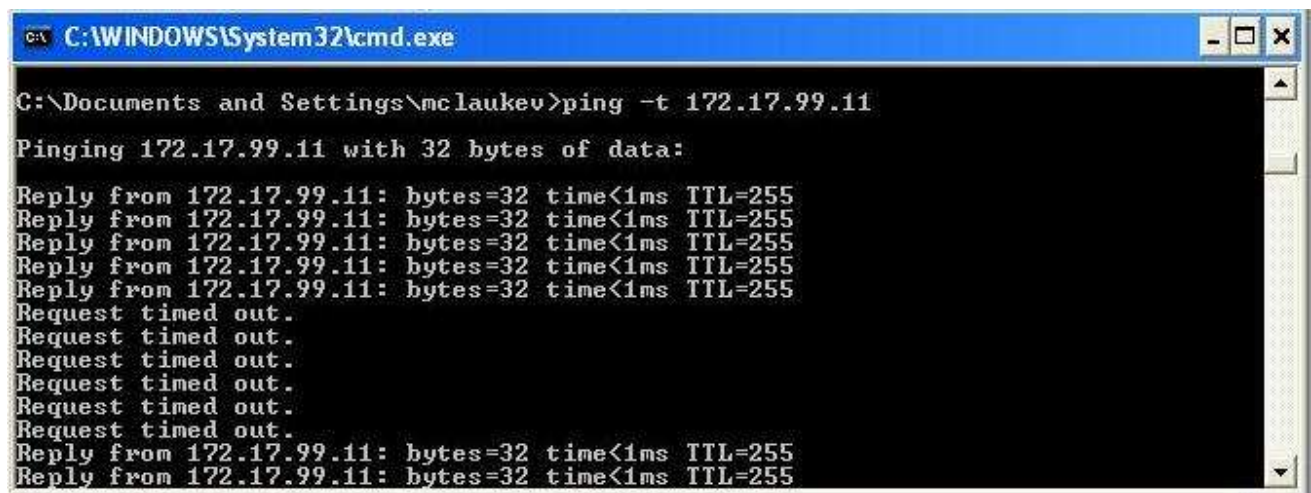 C:\WINDOWS\System32\cmd.exe
C:\Documents and Settings\mclaukev>ping -t 172.17.99.11
Pinging 172.17.99.11 with 32 bytes of data:
Reply from 172.17.99.11: bytes=32 time<1ms TTL=255
Reply from 172.17.99.11: bytes=32 time<1ms TTL=255
Reply from 172.17.99.11: bytes=32 time<1ms TTL=255
Reply from 172.17.99.11: bytes=32 time<1ms TTL=255
Reply from 172.17.99.11: bytes=32 time<1ms TTL=255
Request timed out.
Request timed out.
Request timed out.
Request timed out.
Request timed out.
Request timed out.
Reply from 172.17.99.11: bytes=32 time<1ms TTL=255
Reply from 172.17.99.11: bytes=32 time<1ms TTL=255